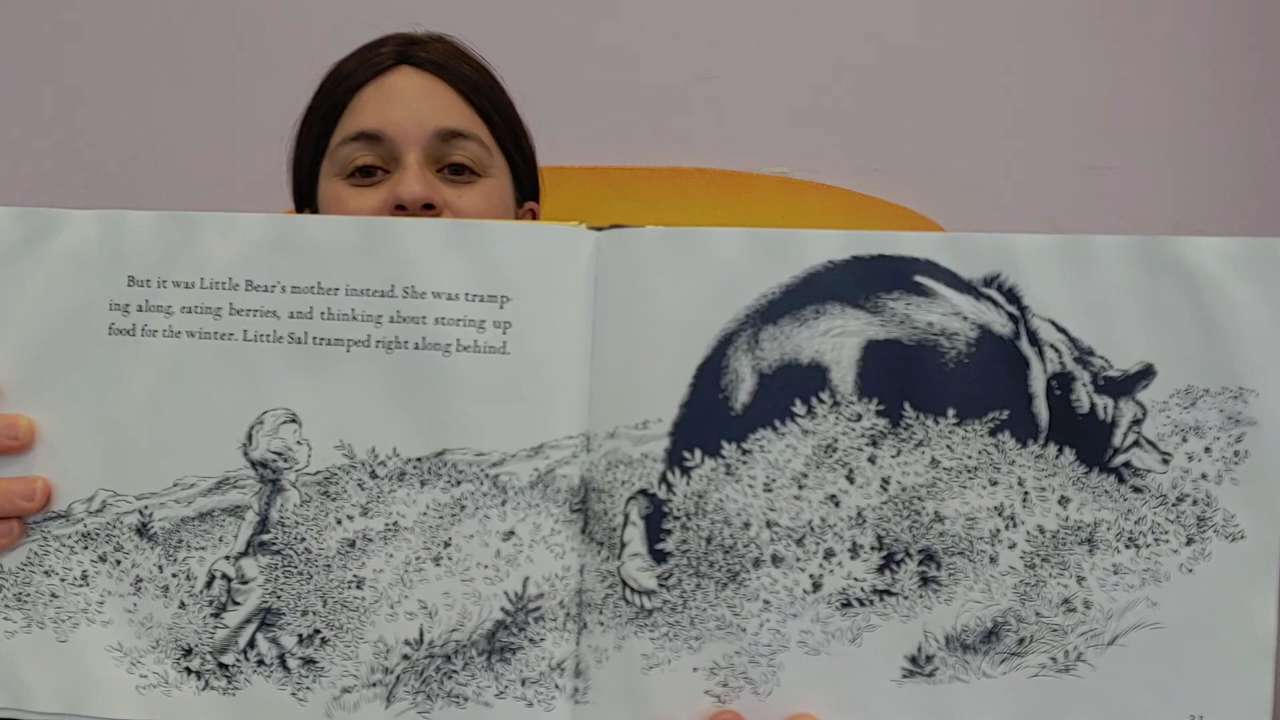 But it was Little Bear's mother instead. She was tramp-
ing along, eating berries, and thinking about storing up
food for the winter. Little Sal tramped right along behind.